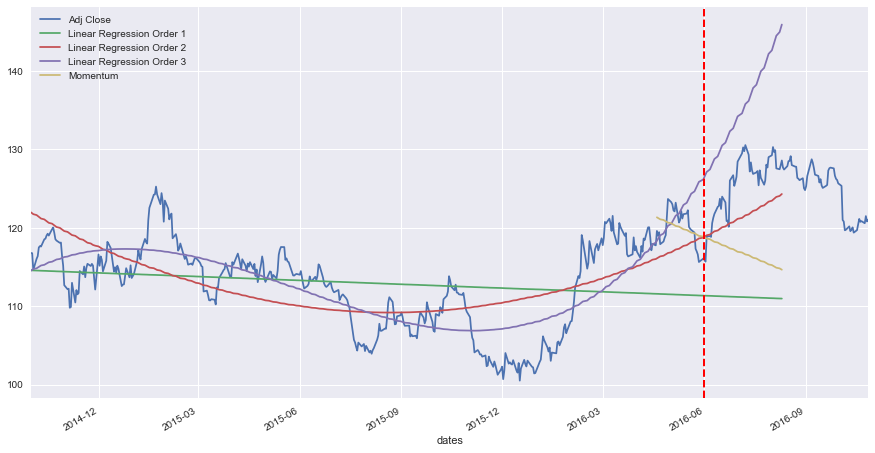 Adj Close
Linear Regression Order 1
Linear Regression Order 2
Linear Regression Order 3
Momentum
140
130
120
110
100
2014-12
2015-03
2015-06
2015-09
2015-12
2016-03
2016-06
2016-09
dates